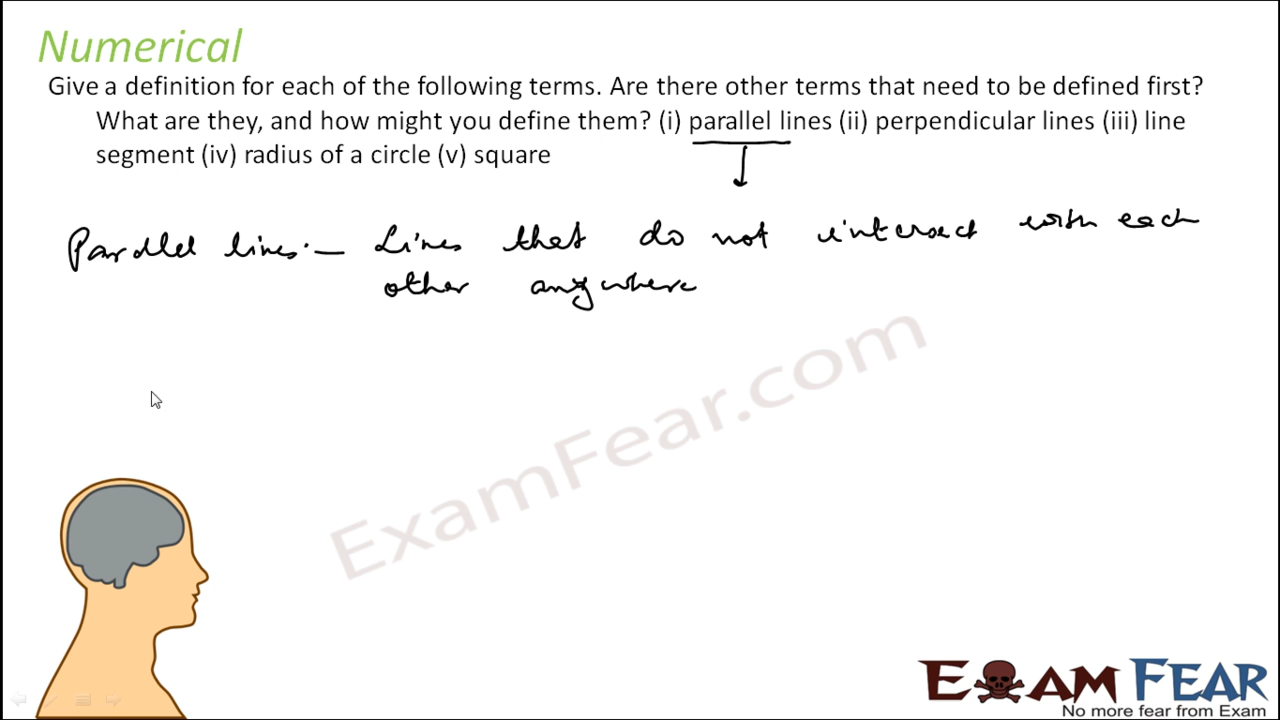 Numerical
Give a definition for each of the following terms. Are there other terms that need to be defined first?
What are they, and how might you define them? (i) parallel lines (ii) perpendicular lines (iii) line
segment (iv) radius of a circle (v) square
Parallel lines :- Lines that do not intersect with each
other anywhere
ExamFear.com
EXAM FEAR
No more fear from Exam